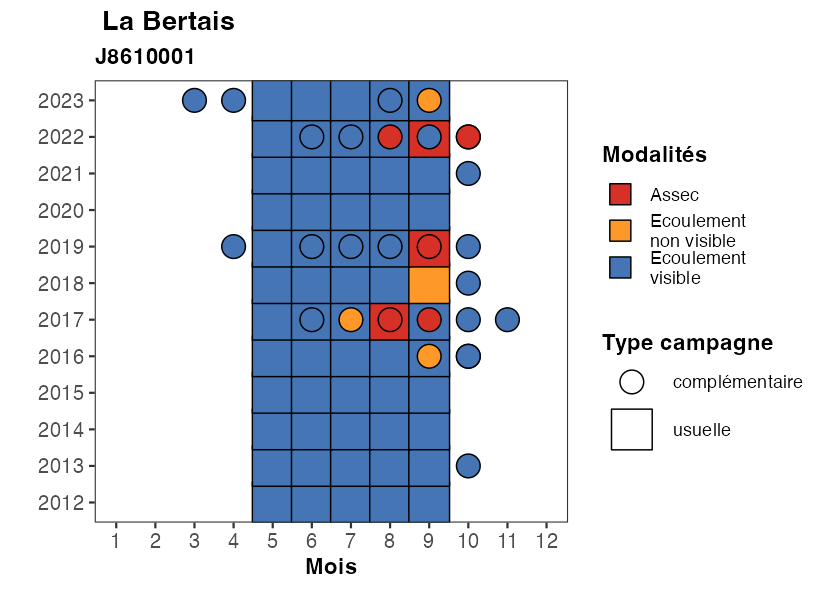 La Bertais
J8610001
2023
2022
2021
2020
2019
2018
2017
2016
2015
2014
2013
2012
1 2 3 4 5 6 7 8 9 10 11 12
Mois
Modalités
Assec
Ecoulement
non visible
Ecoulement
visible
Type campagne
complémentaire
usuelle